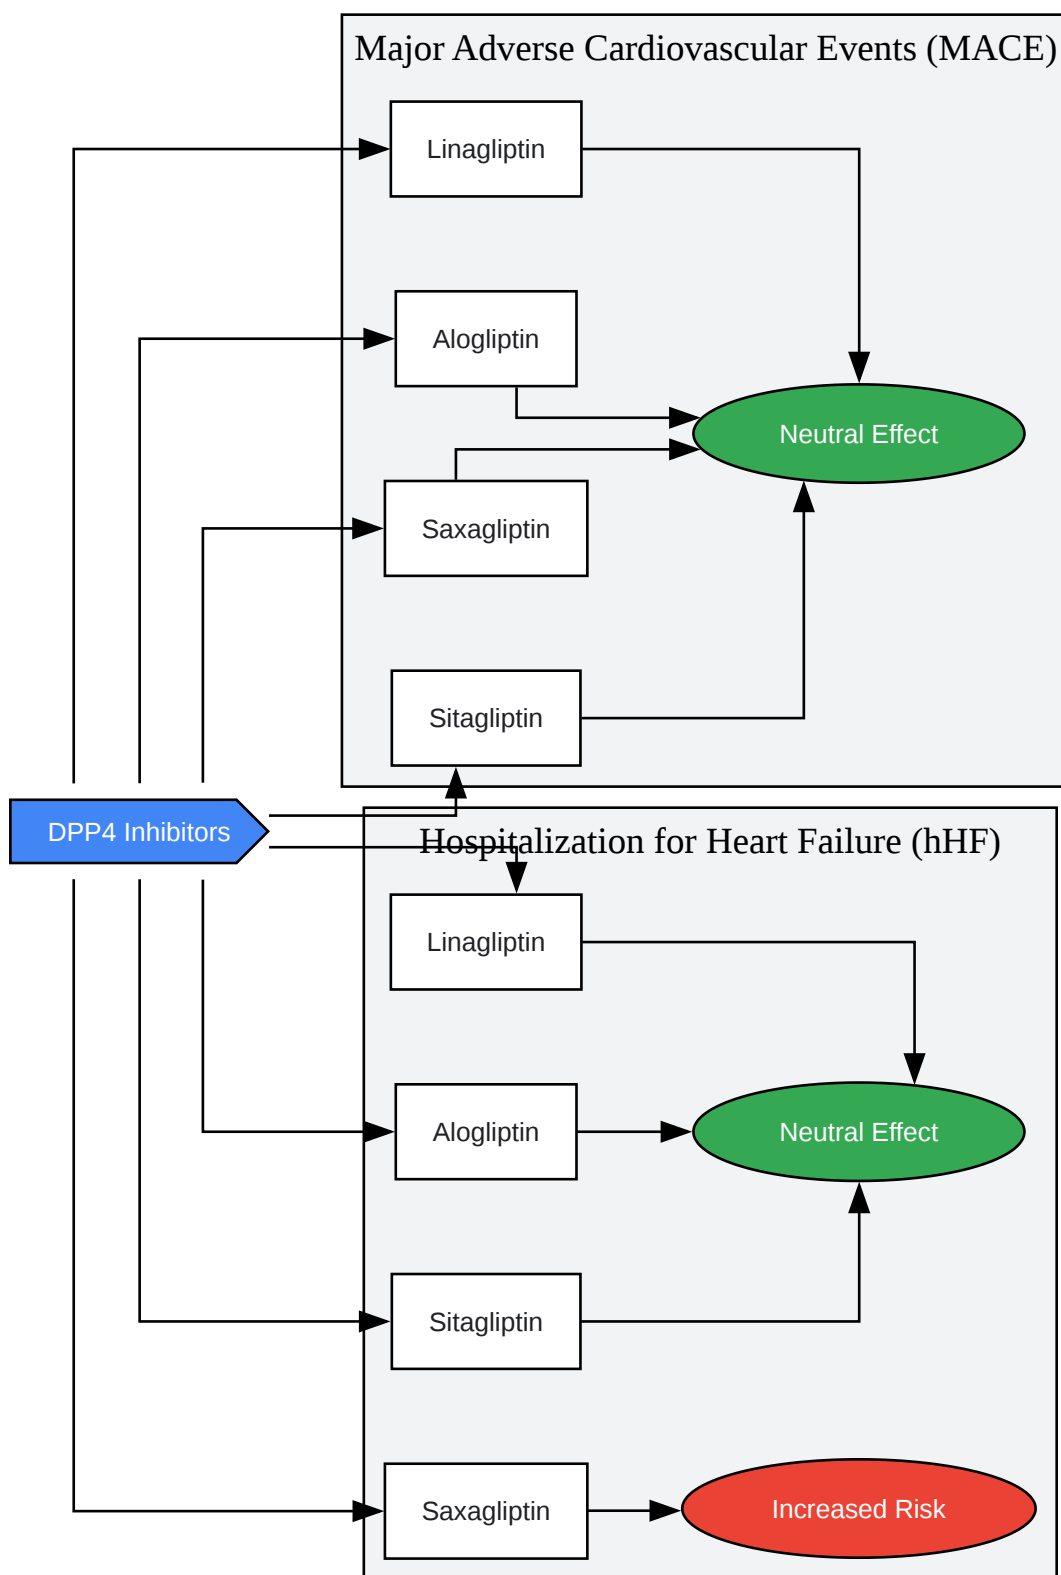 Major Adverse Cardiovascular Events (MACE)
Linagliptin
Alogliptin
Neutral Effect
Saxagliptin
Sitagliptin
DPP4 Inhibitors
Hospitalization for Heart Failure (hHF)
Linagliptin
Alogliptin
Neutral Effect
Sitagliptin
Saxagliptin
Increased Risk